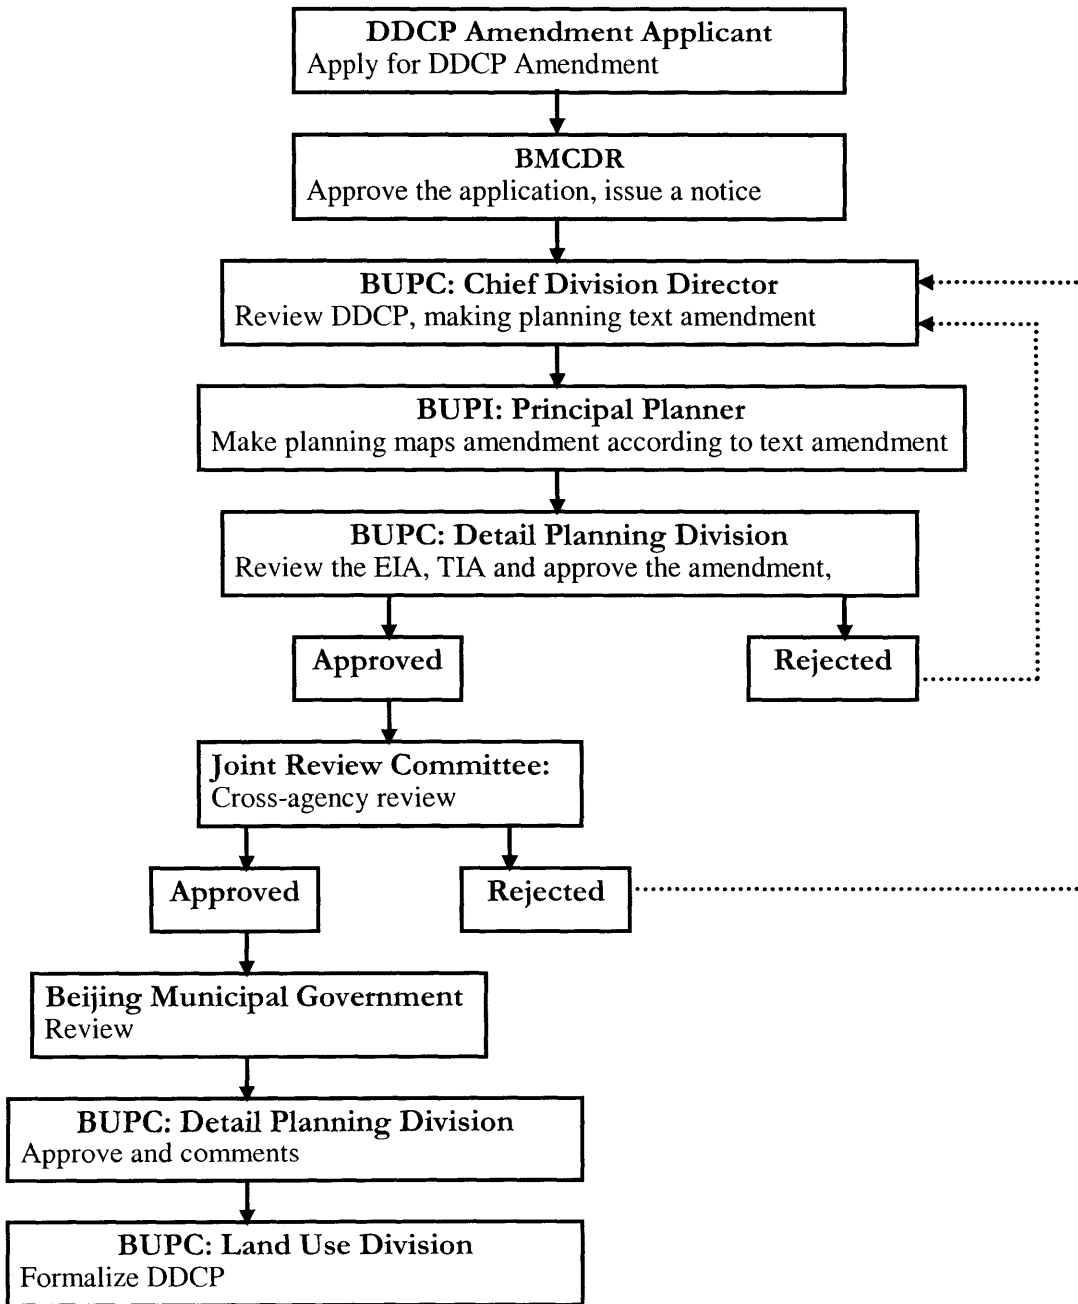 DDCP Amendment Applicant
Apply for DDCP Amendment
BMCDR
Approve the application, issue a notice
BUPC: Chief Division Director
Review DDCP, making planning text amendment
BUPI: Principal Planner
Make planning maps amendment according to text amendment
BUPC: Detail Planning Division
Review the EIA, TIA and approve the amendment,
Approved
Rejected
Joint Review Committee:
Cross-agency review
Approved
Rejected
Beijing Municipal Government
Review
BUPC: Detail Planning Division
Approve and comments
BUPC: Land Use Division
Formalize DDCP